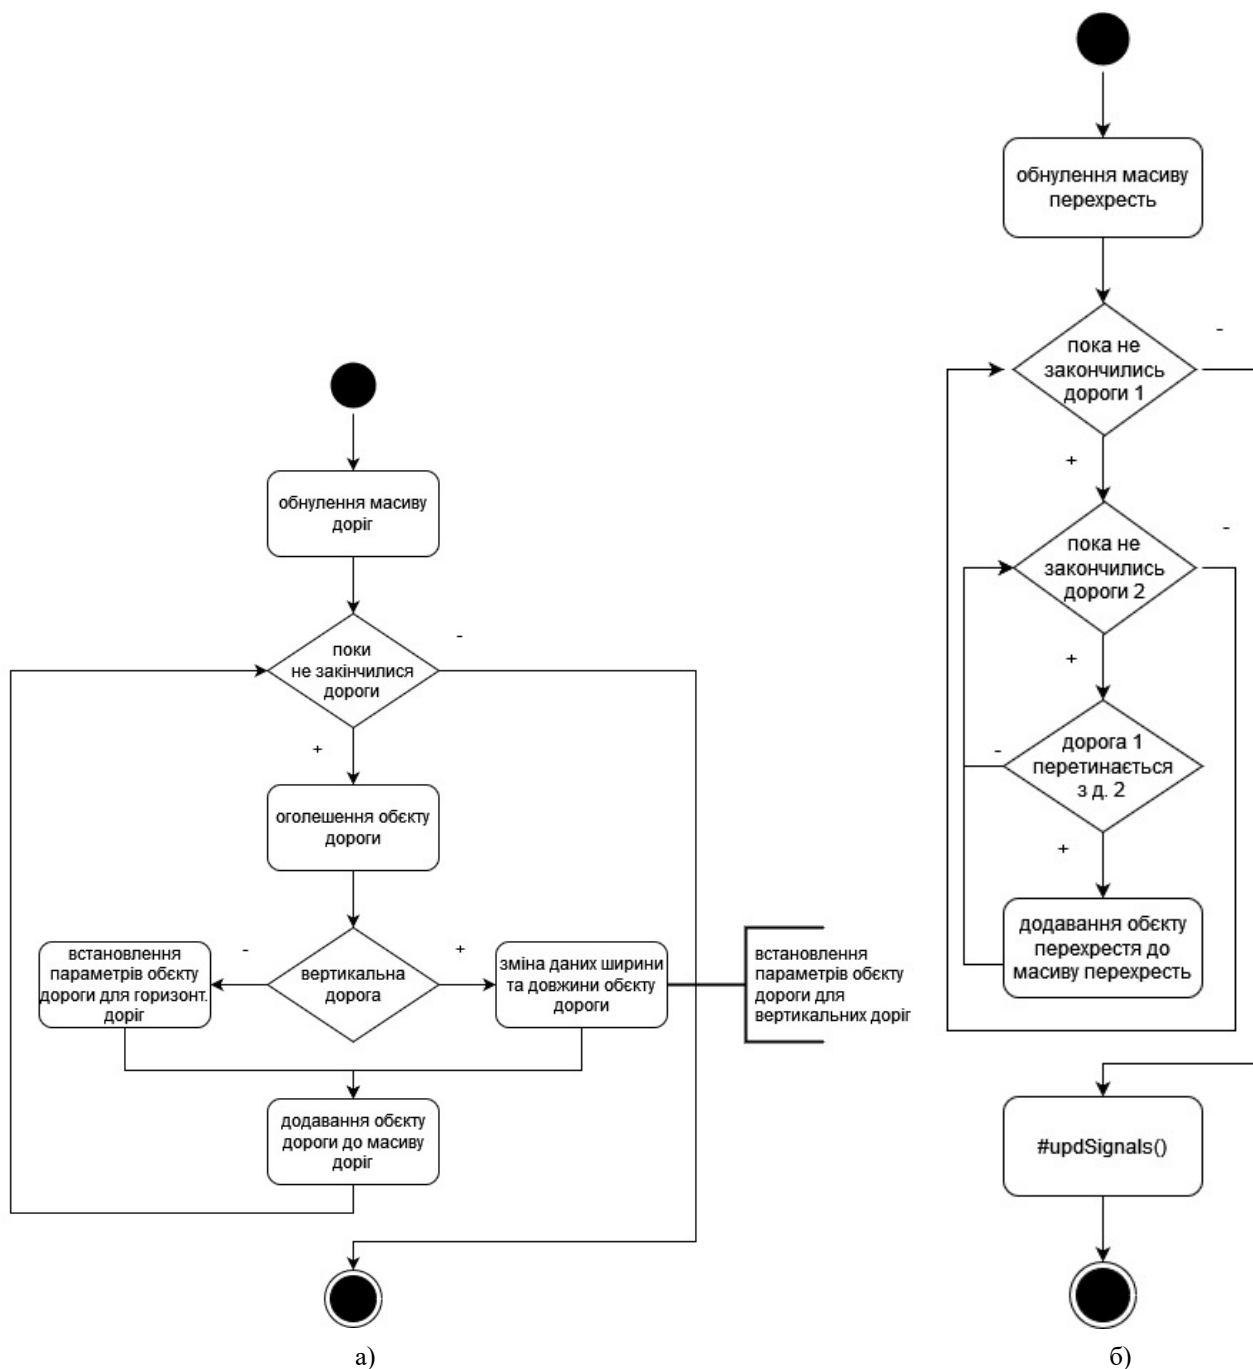 обнулення масиву
доріг
поки
не закінчилися
дороги
-
+
оголешення обєкту
дороги
вертикальна
дорога
-
+
встановлення
параметрів обєкту
дороги для горизонт.
доріг
зміна даних ширини
та довжини обєкту
дороги
встановлення
параметрів обєкту
дороги для
вертикальних доріг
додавання обєкту
дороги до масиву
доріг
а)
обнулення масиву
перехресть
пока не
закончились
дороги 1
-
+
пока не
закончились
дороги 2
-
+
дорога 1
перетинається
з д. 2
-
+
додавання обєкту
перехрестя до
масиву перехресть
#updSignals()
б)